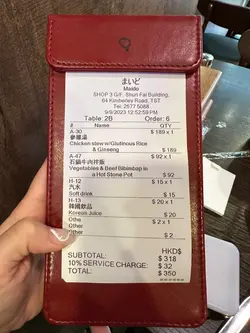 まいど
Maido
SHOP 3 G/F, Shun Fai Building,
64 Kimberley Road, TST
Tel: 2577 5088
9/9/2023 12:52:59 PM
Table: 2B Order: 6
# Name QTY
A-30 $ 189 x 1
參雞湯
Chicken stew w/Glutinous Rice
& Ginseng $ 189
A-47 $ 92 x 1
石鍋牛肉拌飯
Vegetables & Beef Bibimbap in
a Hot Stone Pot $ 92
H-12 $ 15 x 1
汽水
Soft drink $ 15
H-13 $ 20 x 1
韓國飲品
Korean Juice $ 20
Other $ 2 x 1
Other
Other $ 2
HKD$
SUBTOTAL: $ 318
10% SERVICE CHARGE: $ 32
TOTAL: $ 350